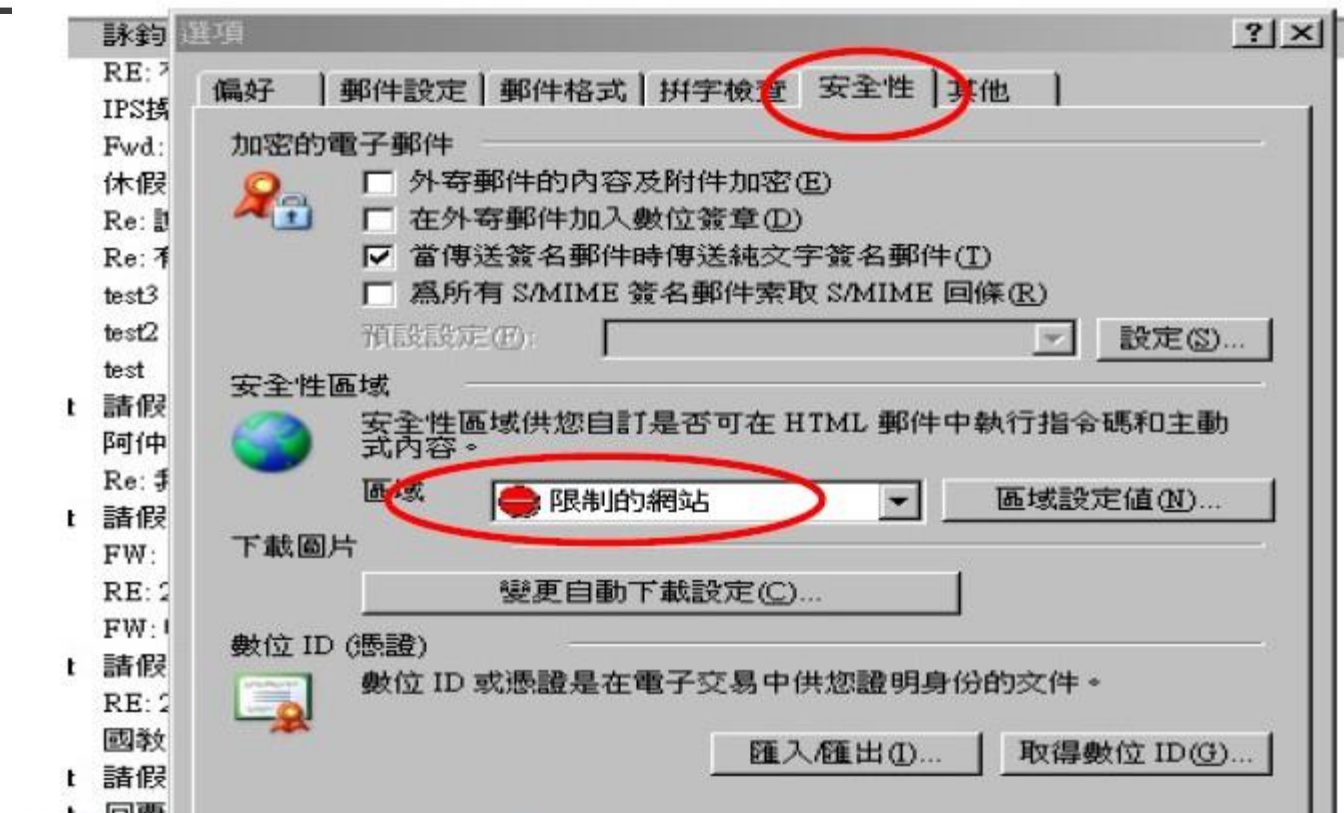 詠鈞
選項
RE:
偏好 郵件設定 郵件格式 拼字檢查 安全性 其他
IPS操
Fwd:
加密的電子郵件
休假
外寄郵件的內容及附件加密(E)
Re:
在外寄郵件加入數位簽章(D)
Re: 有
當傳送簽名郵件時傳送純文字簽名郵件(T)
test3
為所有 S/MIME 簽名郵件索取 S/MIME 回條(R)
test2
預設設定(F): 設定(S)...
test
安全性區域
t 請假
安全性區域供您自訂是否可在 HTML 郵件中執行指令碼和主動
式內容。
阿仲
Re: 我
區域 限制的網站 區域設定值(N)...
t 請假
下載圖片
FW:
變更自動下載設定(C)...
RE: 2
FW:
數位 ID (憑證)
t 請假
數位 ID 或憑證是在電子交易中供您證明身份的文件。
RE: 2
國教
匯入/匯出(I)... 取得數位 ID(G)...
t 請假
t 回覆